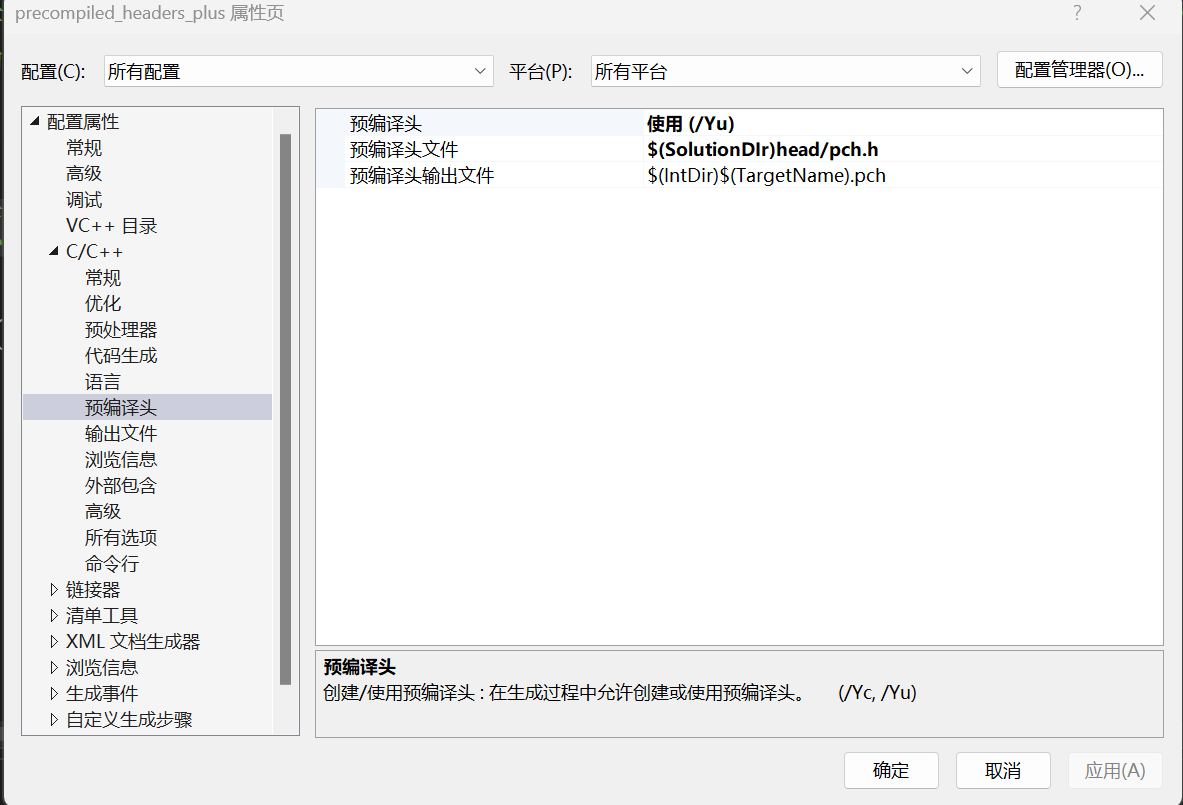 precompiled_headers_plus 属性页
配置(C): 所有配置 平台(P): 所有平台 配置管理器(O)...
配置属性
常规
高级
调试
VC++ 目录
C/C++
常规
优化
预处理器
代码生成
语言
预编译头
输出文件
浏览信息
外部包含
高级
所有选项
命令行
链接器
清单工具
XML 文档生成器
浏览信息
生成事件
自定义生成步骤
预编译头 使用 (/Yu)
预编译头文件 $(SolutionDIr)head/pch.h
预编译头输出文件 $(IntDir)$(TargetName).pch
预编译头
创建/使用预编译头 : 在生成过程中允许创建或使用预编译头。 (/Yc, /Yu)
确定 取消 应用(A)